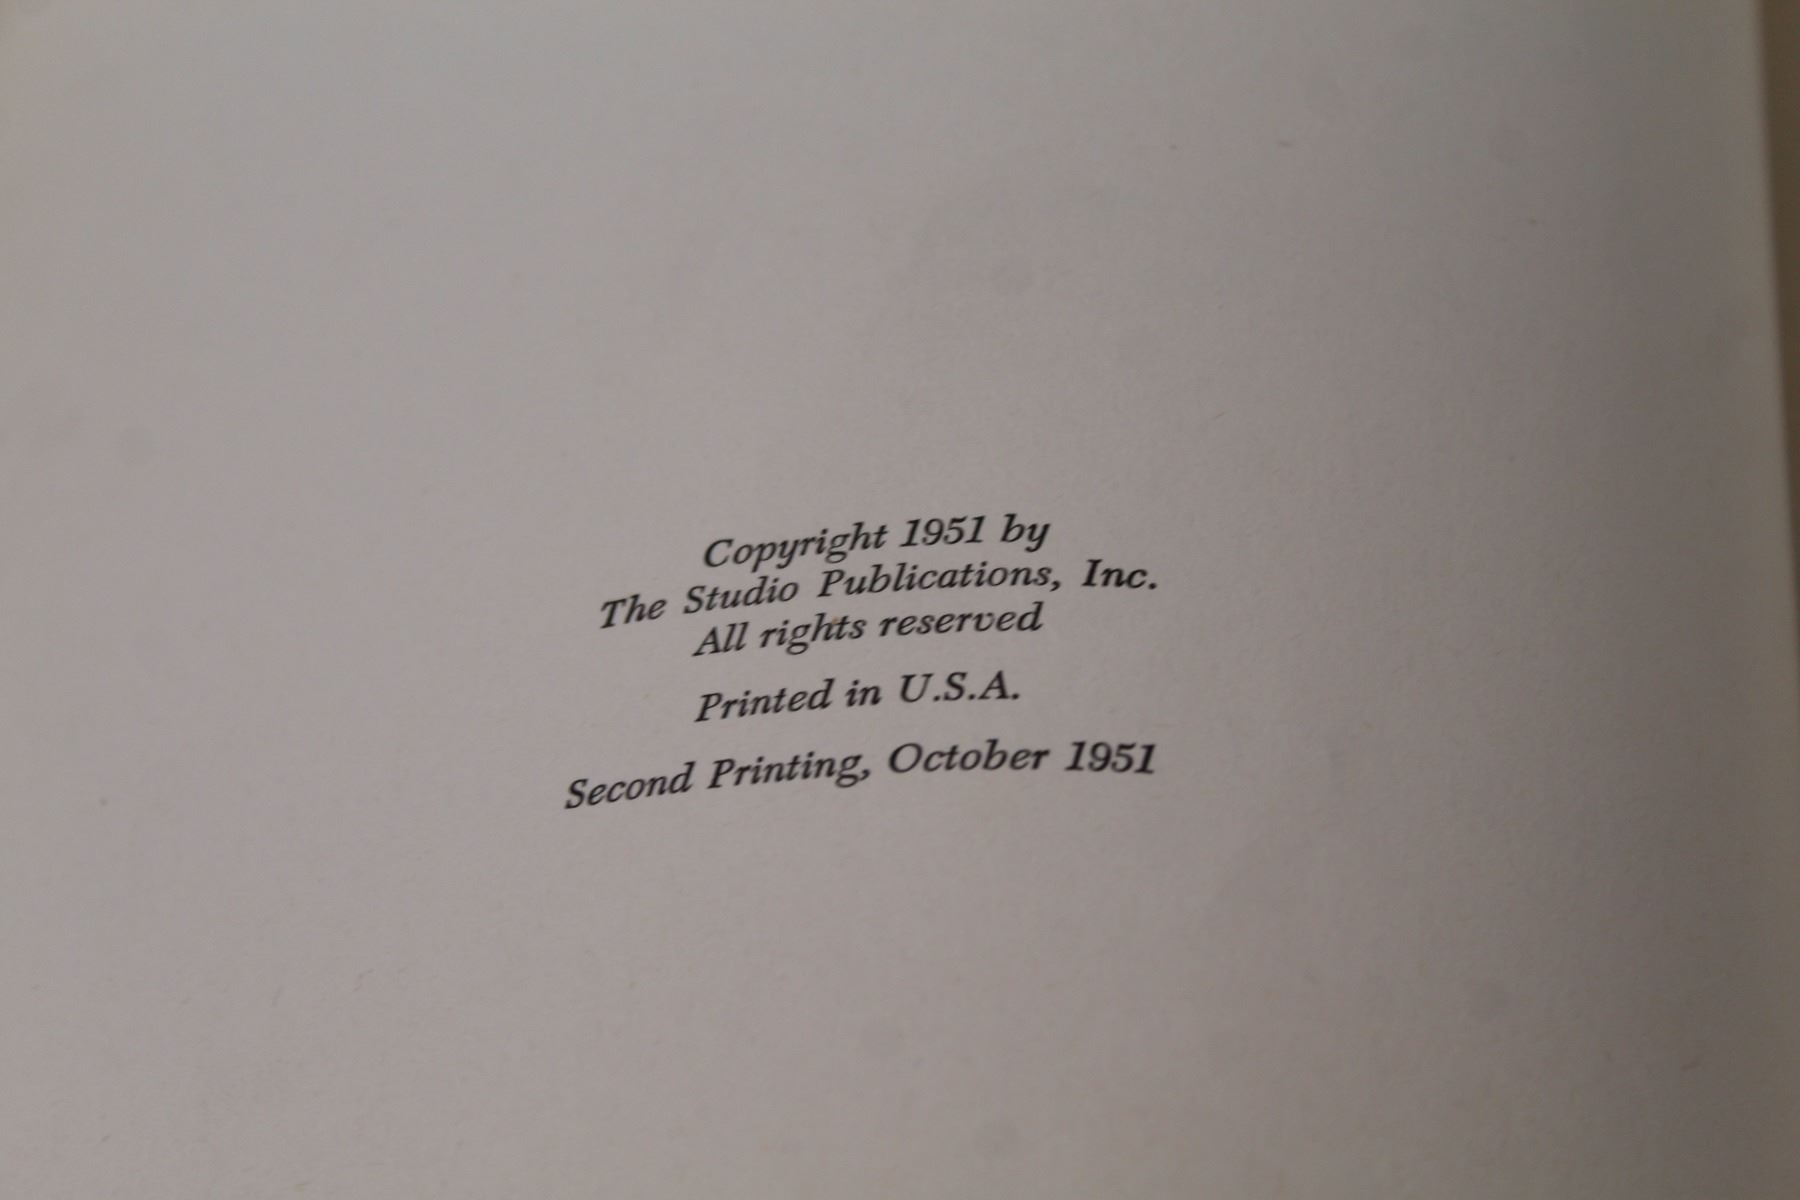 Copyright 1951 by
The Studio Publications, Inc.
All rights reserved
Printed in U.S.A.
Second Printing, October 1951